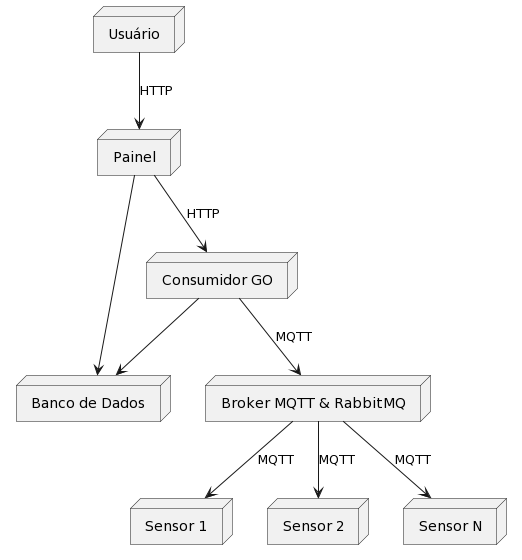 Usuário
HTTP
Painel
HTTP
Consumidor GO
MQTT
Banco de Dados
Broker MQTT & RabbitMQ
MQTT
MQTT
MQTT
Sensor 1
Sensor 2
Sensor N